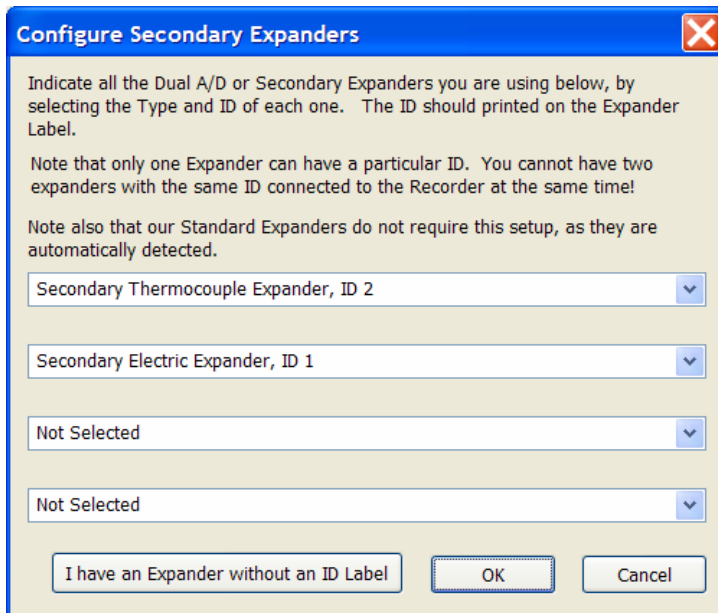 Configure Secondary Expanders
Indicate all the Dual A/D or Secondary Expanders you are using below, by
selecting the Type and ID of each one.   The ID should printed on the Expander
Label.
Note that only one Expander can have a particular ID.  You cannot have two
expanders with the same ID connected to the Recorder at the same time!
Note also that our Standard Expanders do not require this setup, as they are
automatically detected.
Secondary Thermocouple Expander, ID 2
Secondary Electric Expander, ID 1
Not Selected
Not Selected
I have an Expander without an ID Label
OK
Cancel